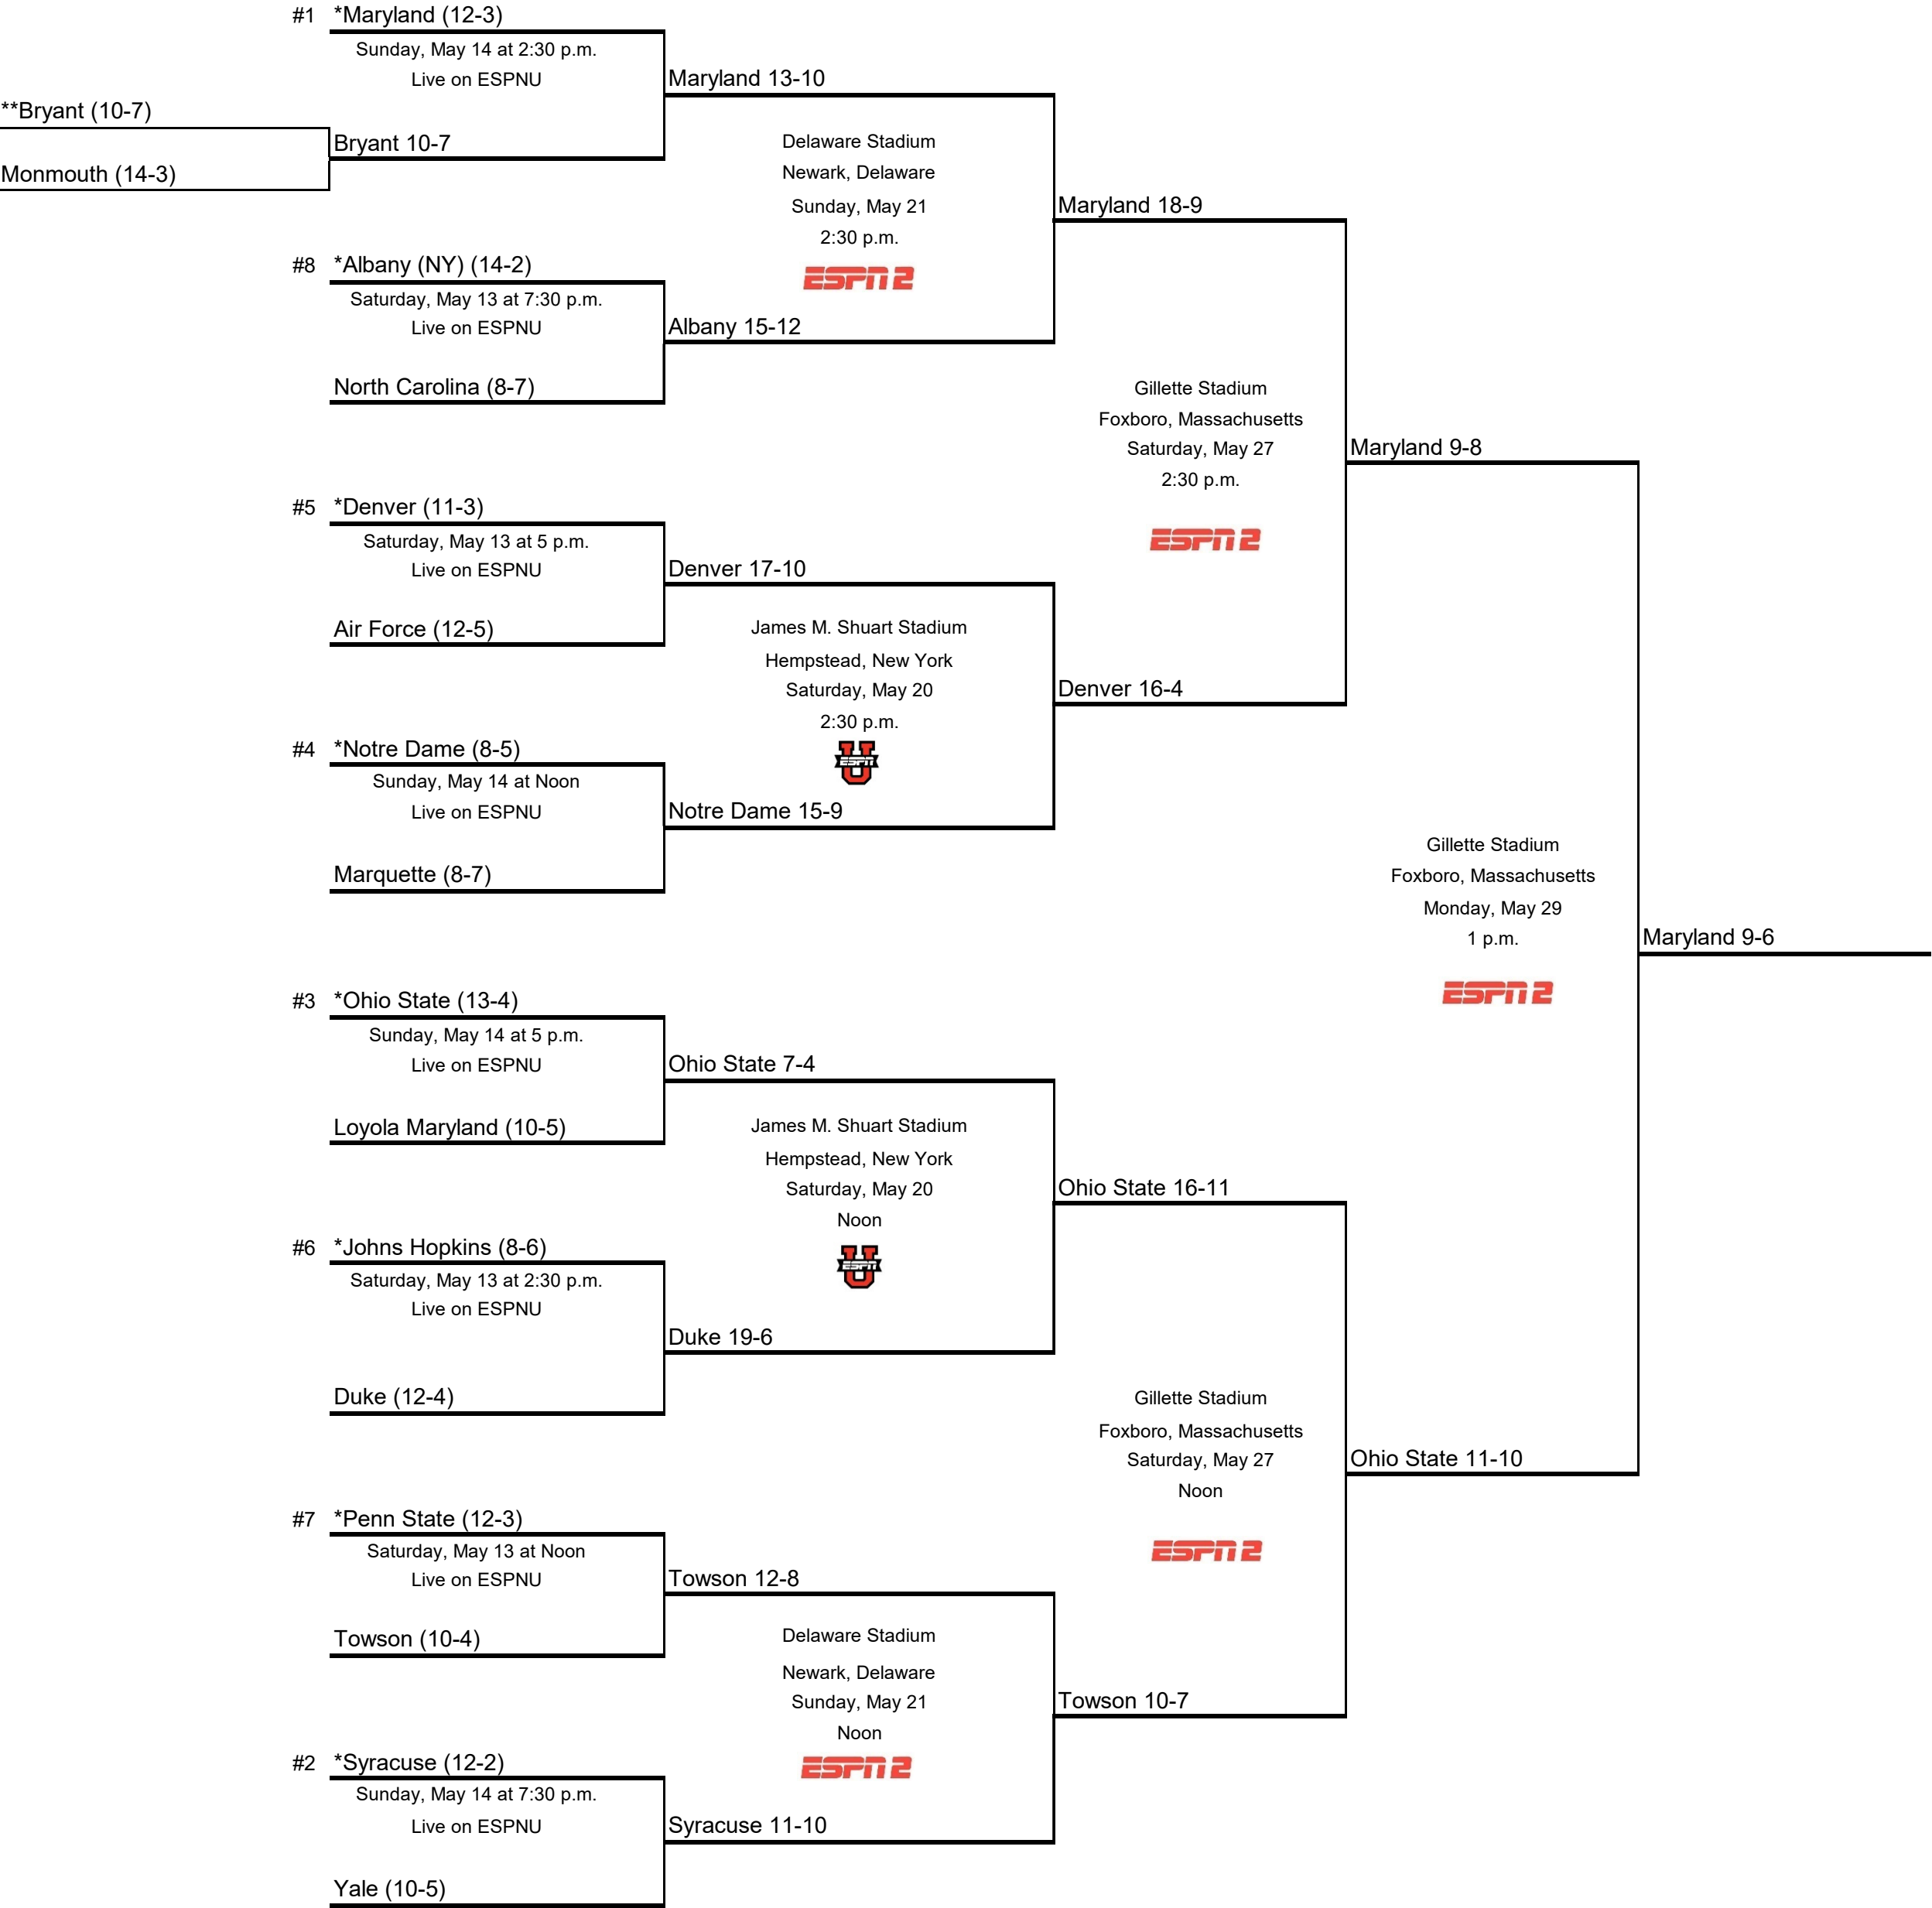 #1 *Maryland (12-3)
Sunday, May 14 at 2:30 p.m.
Live on ESPNU
Maryland 13-10
**Bryant (10-7)
Bryant 10-7
Monmouth (14-3)
Delaware Stadium
Newark, Delaware
Sunday, May 21
2:30 p.m.
ESPN 2
Maryland 18-9
#8 *Albany (NY) (14-2)
Saturday, May 13 at 7:30 p.m.
Live on ESPNU
Albany 15-12
North Carolina (8-7)
Gillette Stadium
Foxboro, Massachusetts
Saturday, May 27
2:30 p.m.
ESPN 2
Maryland 9-8
#5 *Denver (11-3)
Saturday, May 13 at 5 p.m.
Live on ESPNU
Denver 17-10
Air Force (12-5)
James M. Shuart Stadium
Hempstead, New York
Saturday, May 20
2:30 p.m.
U
ESPN
Denver 16-4
#4 *Notre Dame (8-5)
Sunday, May 14 at Noon
Live on ESPNU
Notre Dame 15-9
Marquette (8-7)
Gillette Stadium
Foxboro, Massachusetts
Monday, May 29
1 p.m.
ESPN 2
Maryland 9-6
#3 *Ohio State (13-4)
Sunday, May 14 at 5 p.m.
Live on ESPNU
Ohio State 7-4
Loyola Maryland (10-5)
James M. Shuart Stadium
Hempstead, New York
Saturday, May 20
Noon
U
ESPN
Ohio State 16-11
#6 *Johns Hopkins (8-6)
Saturday, May 13 at 2:30 p.m.
Live on ESPNU
Duke 19-6
Duke (12-4)
Gillette Stadium
Foxboro, Massachusetts
Saturday, May 27
Noon
ESPN 2
Ohio State 11-10
#7 *Penn State (12-3)
Saturday, May 13 at Noon
Live on ESPNU
Towson 12-8
Towson (10-4)
Delaware Stadium
Newark, Delaware
Sunday, May 21
Noon
ESPN 2
Towson 10-7
#2 *Syracuse (12-2)
Sunday, May 14 at 7:30 p.m.
Live on ESPNU
Syracuse 11-10
Yale (10-5)